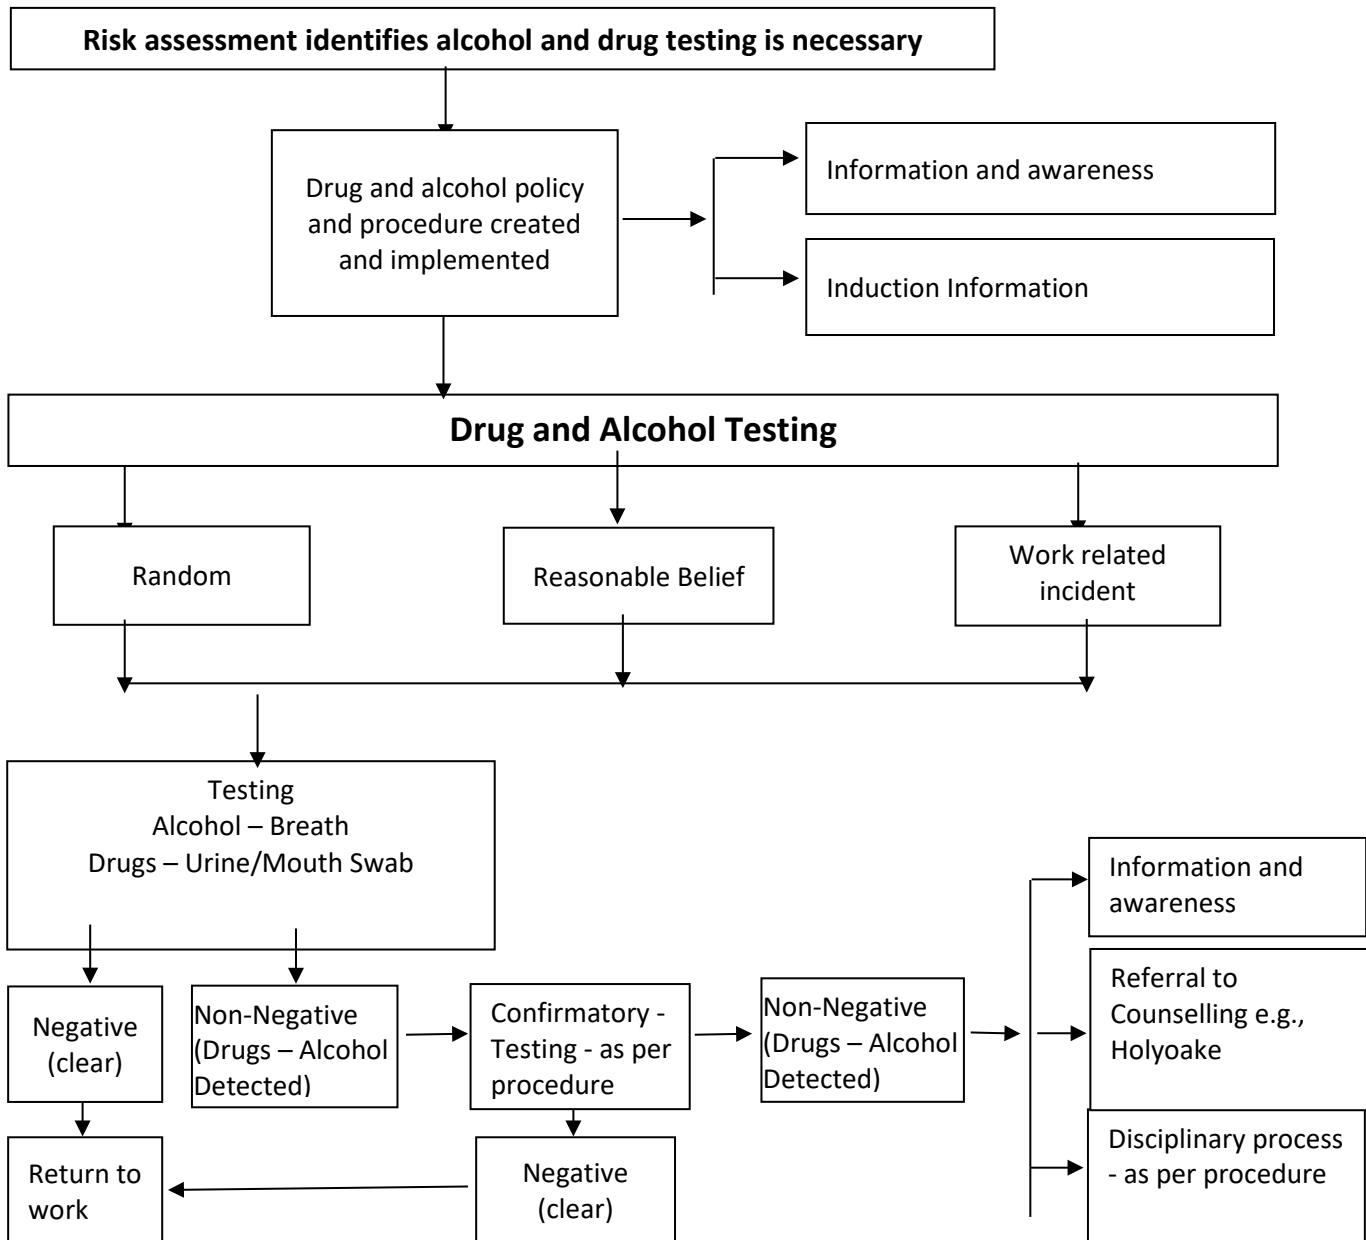 Risk assessment identifies alcohol and drug testing is necessary
Drug and alcohol policy
and procedure created
and implemented
Information and awareness
Induction Information
Drug and Alcohol Testing
Random
Reasonable Belief
Work related
incident
Testing
Alcohol – Breath
Drugs – Urine/Mouth Swab
Negative
(clear)
Non-Negative
(Drugs – Alcohol
Detected)
Confirmatory -
Testing - as per
procedure
Non-Negative
(Drugs – Alcohol
Detected)
Information and
awareness
Referral to
Counselling e.g.,
Holyoake
Disciplinary process
- as per procedure
Return to
work
Negative
(clear)